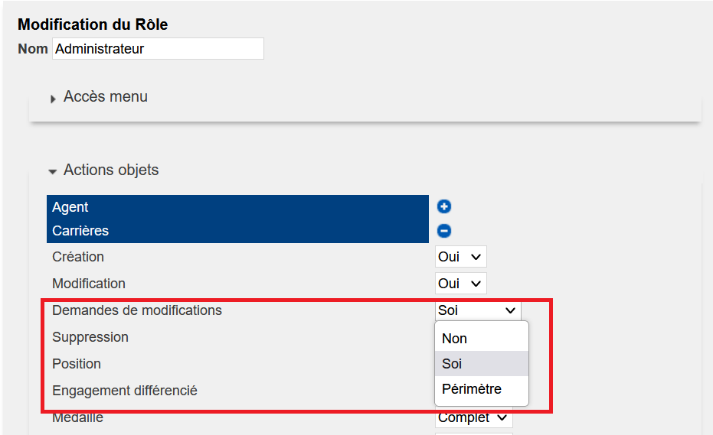 Modification du Rôle
Nom Administrateur
Accès menu
Actions objets
Agent
Carrières
Création Oui
Modification Oui
Demandes de modifications Soi
Suppression
Non
Position
Soi
Engagement différencié
Périmètre
Médaille Complet